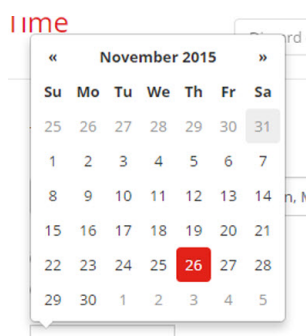 Time
« November 2015 »
Su Mo Tu We Th Fr Sa
25 26 27 28 29 30 31
1 2 3 4 5 6 7
8 9 10 11 12 13 14
15 16 17 18 19 20 21
22 23 24 25 26 27 28
29 30 1 2 3 4 5